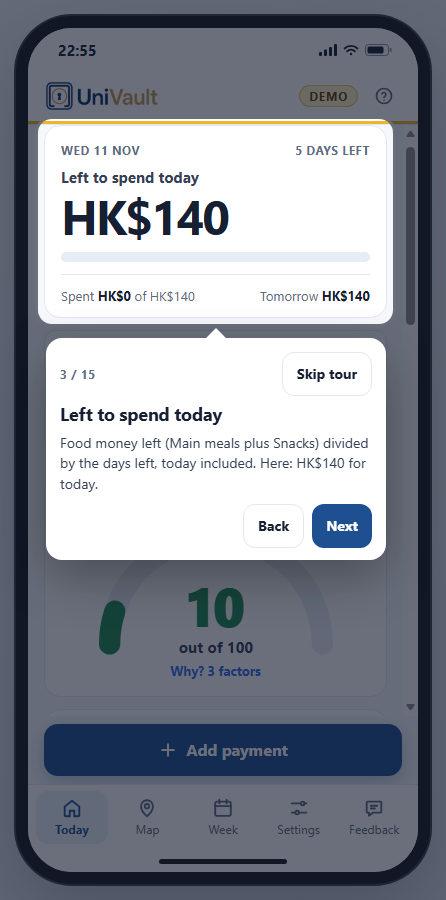 22:55
UniVault
DEMO
WED 11 NOV
5 DAYS LEFT
Left to spend today
HK$140
Spent HK$0 of HK$140
Tomorrow HK$140
3 / 15
Skip tour
Left to spend today
Food money left (Main meals plus Snacks) divided
by the days left, today included. Here: HK$140 for
today.
Back
Next
10
out of 100
Why? 3 factors
+ Add payment
Today
Map
Week
Settings
Feedback